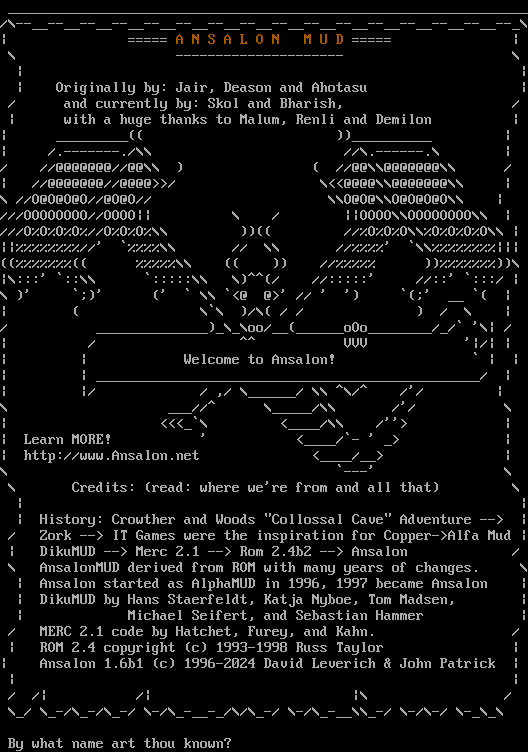 ===== A N S A L O N  M U D =====
Originally by: Jair, Deason and Ahotasu
and currently by: Skol and Bharish,
with a huge thanks to Malum, Renli and Demilon
Welcome to Ansalon!
Learn MORE!
http://www.Ansalon.net
Credits: (read: where we're from and all that)
History: Crowther and Woods "Collossal Cave" Adventure -->
Zork --> IT Games were the inspiration for Copper->Alfa Mud
DikuMUD --> Merc 2.1 --> Rom 2.4b2 --> Ansalon
AnsalonMUD derived from ROM with many years of changes.
Ansalon started as AlphaMUD in 1996, 1997 became Ansalon
DikuMUD by Hans Staerfeldt, Katja Nyboe, Tom Madsen,
Michael Seifert, and Sebastian Hammer
MERC 2.1 code by Hatchet, Furey, and Kahn.
ROM 2.4 copyright (c) 1993-1998 Russ Taylor
Ansalon 1.6b1 (c) 1996-2024 David Leverich & John Patrick
By what name art thou known?